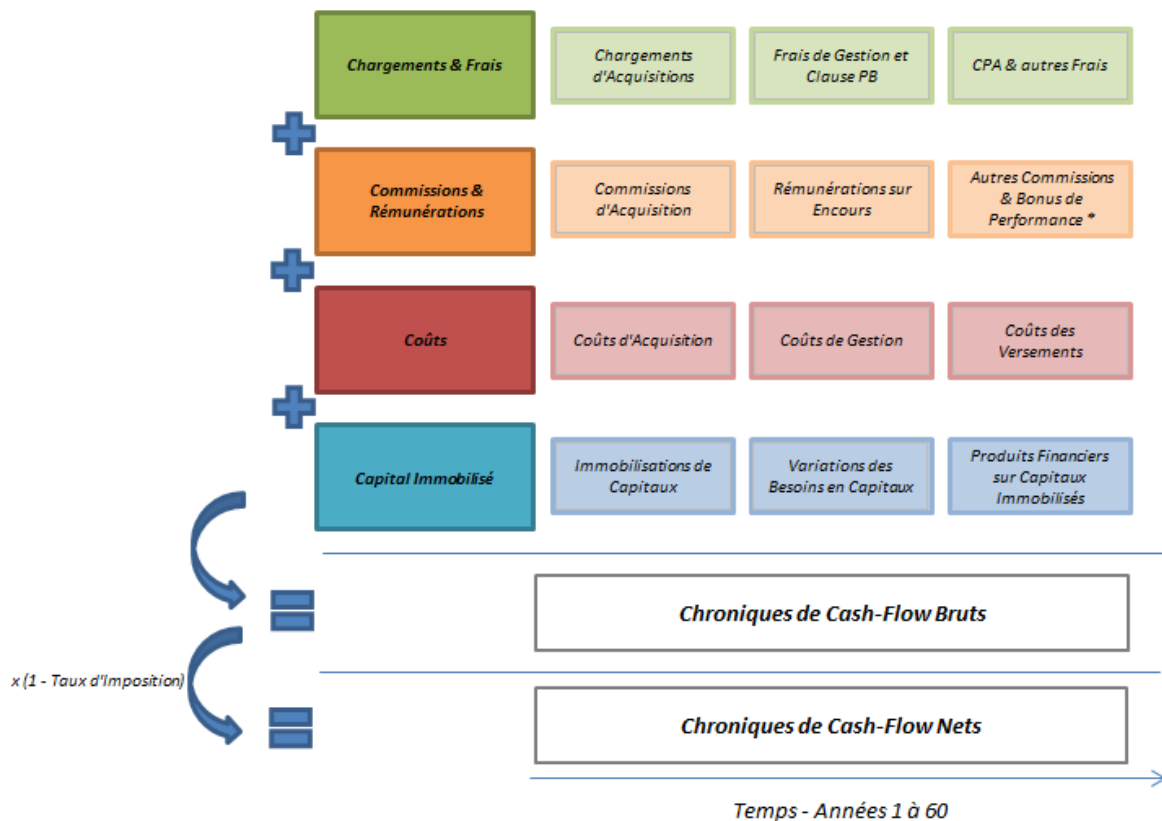 Chargements & Frais
Chargements
d'Acquisitions
Frais de Gestion et
Clause PB
CPA & autres Frais
Commissions &
Rémunérations
Commissions
d'Acquisition
Rémunérations sur
Encours
Autres Commissions
& Bonus de
Performance *
Coûts
Coûts d'Acquisition
Coûts de Gestion
Coûts des
Versements
Capital Immobilisé
Immobilisations de
Capitaux
Variations des
Besoins en Capitaux
Produits Financiers
sur Capitaux
Immobilisés
Chroniques de Cash-Flow Bruts
x (1 - Taux d'Imposition)
Chroniques de Cash-Flow Nets
Temps - Années 1 à 60